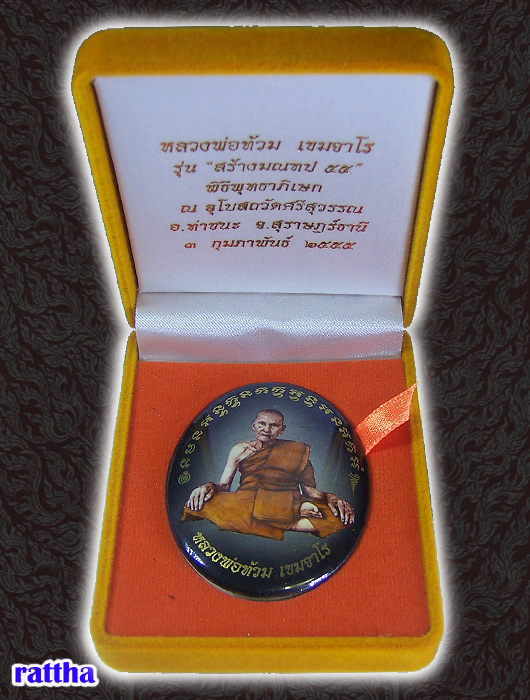 หลวงพ่อท้วม เขมจาโร
รุ่น "สร้างมณฑป ๕๕"
พิธีพุทธาภิเษก
ณ อุโบสถวัดศรีสุวรรณ
อ.ท่าชนะ จ.สุราษฎร์ธานี
๓ กุมภาพันธ์ ๒๕๕๕
หลวงพ่อท้วม เขมจาโร
rattha